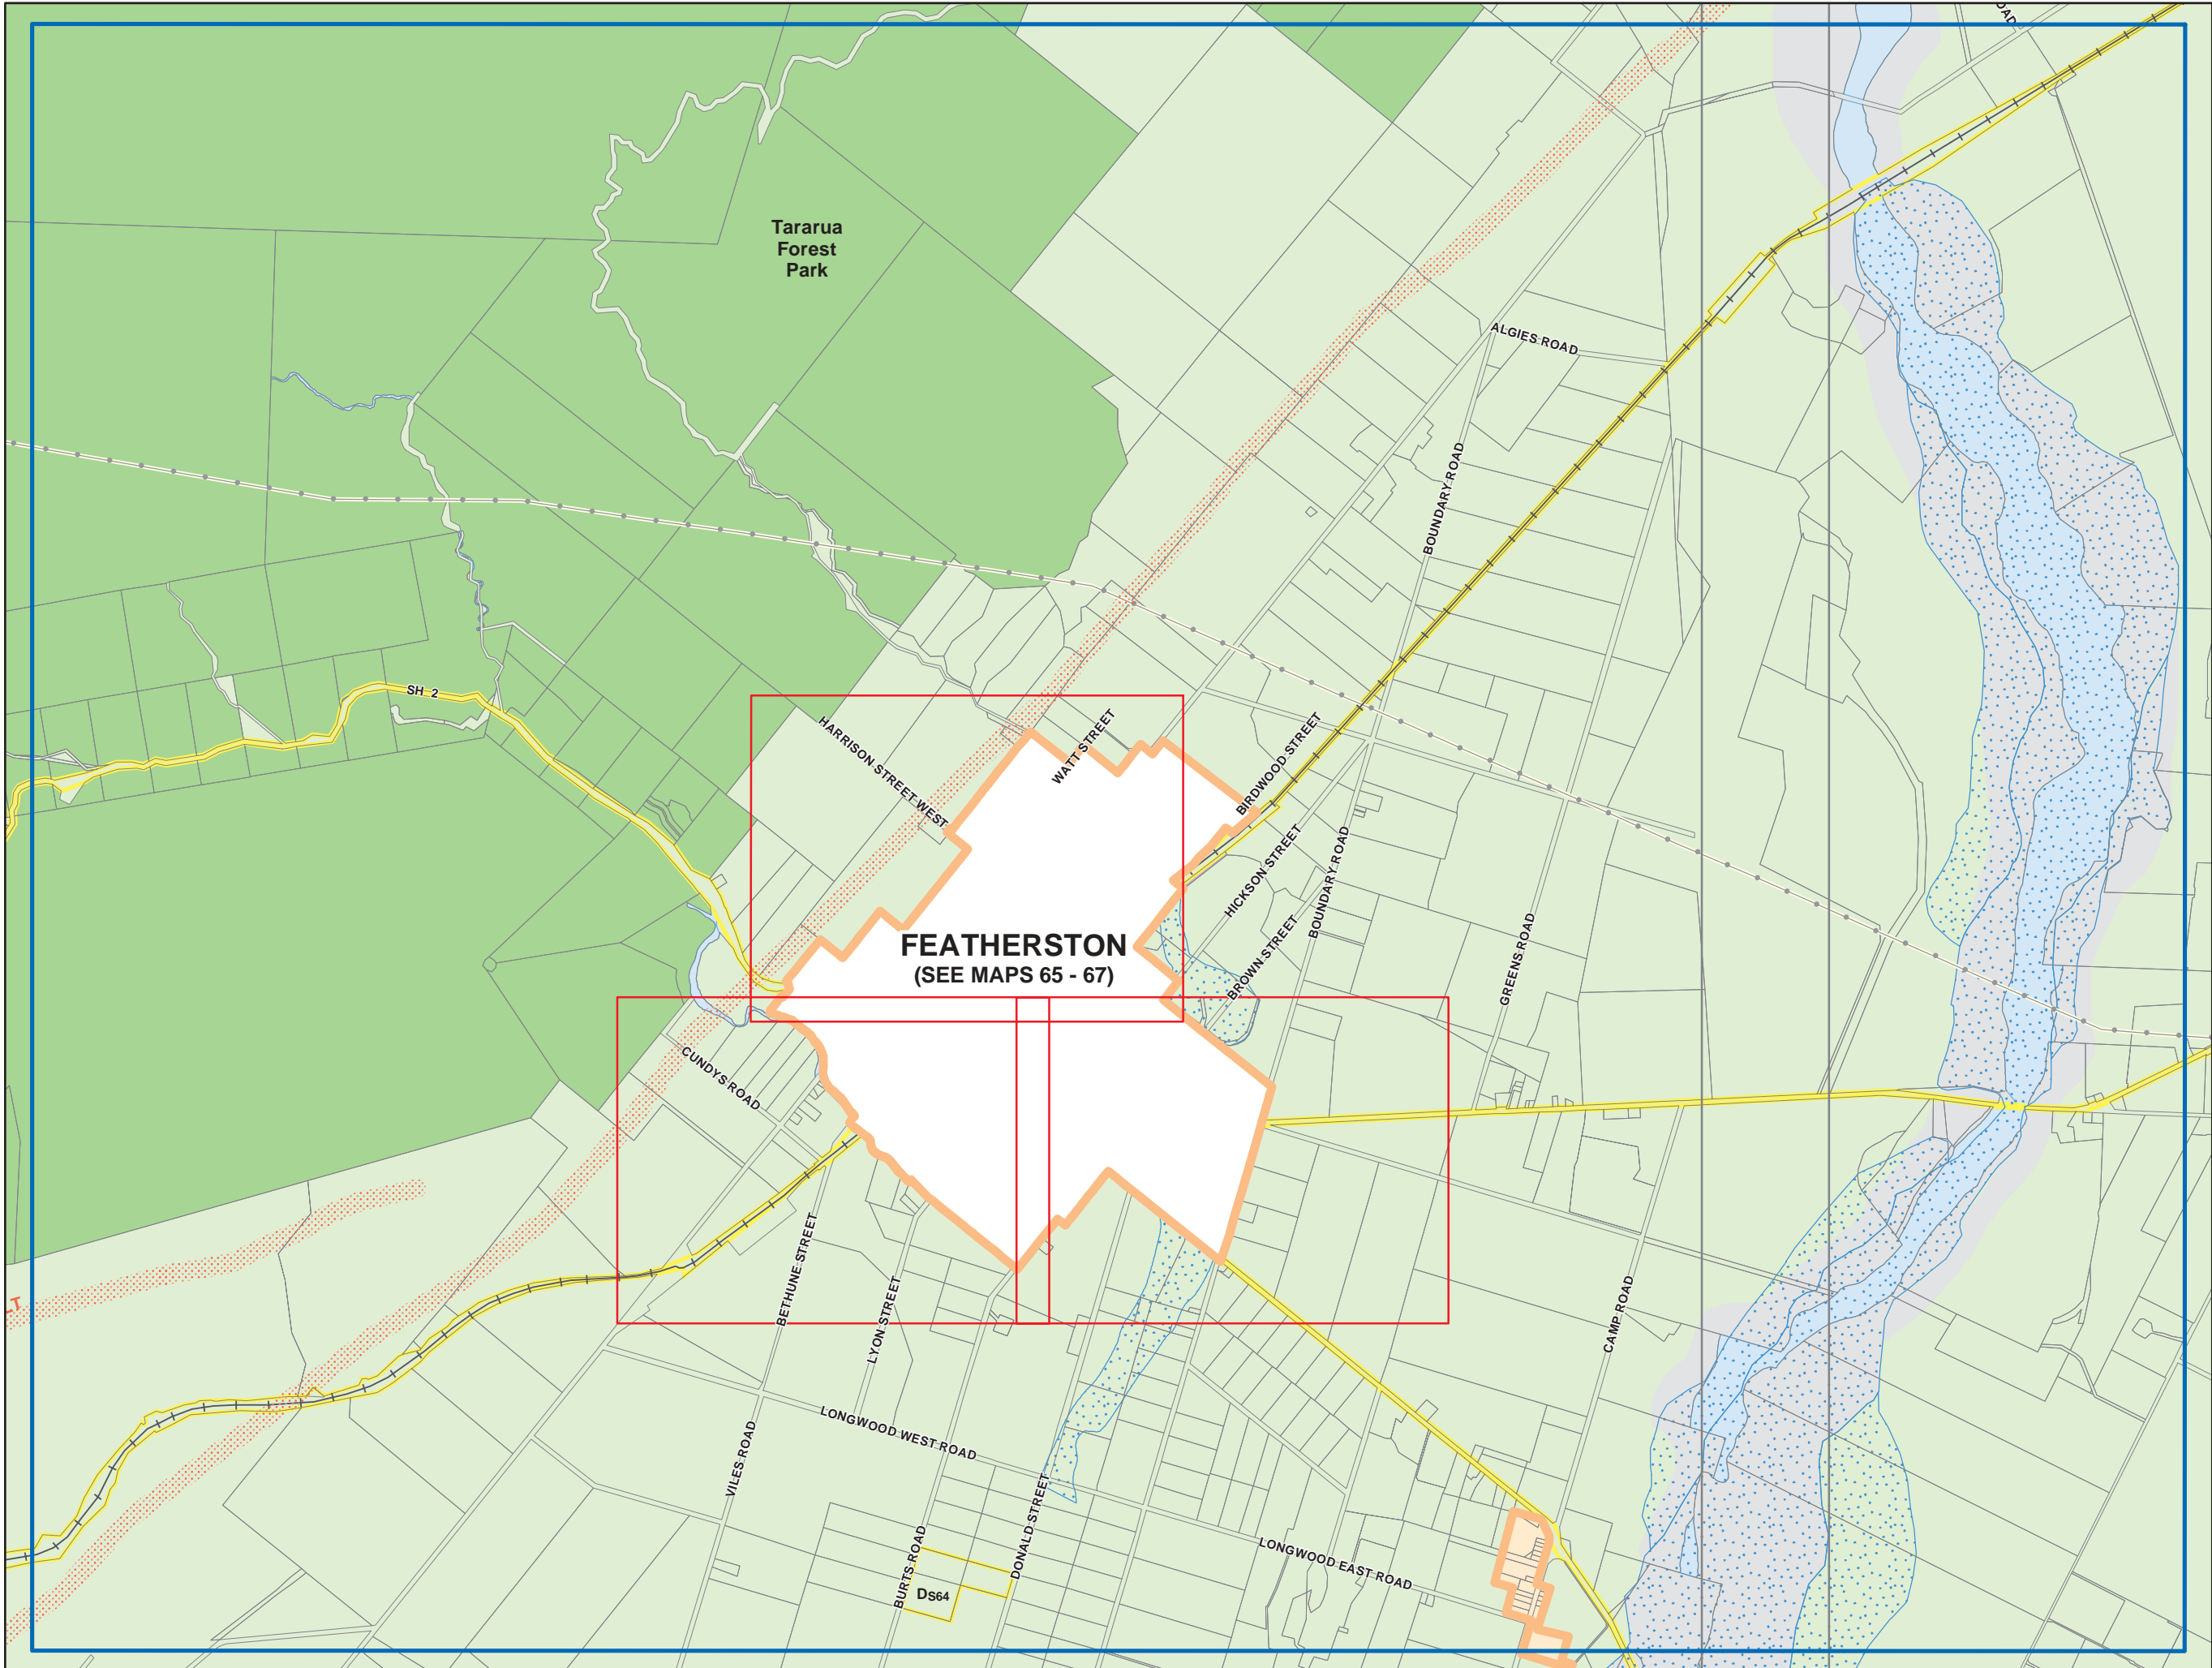 OAD
Tararua
Forest
Park
ALGIES ROAD
BOUNDARY ROAD
SH 2
HARRISON STREET WEST
WATT STREET
BIRDWOOD STREET
HICKSON STREET
BOUNDARY ROAD
BROWN STREET
GREENS ROAD
FEATHERSTON
(SEE MAPS 65 - 67)
CUNDYS ROAD
BETHUNE STREET
LYON STREET
CAMP ROAD
LT
LONGWOOD WEST ROAD
VILES ROAD
DONALD STREET
BURTS ROAD
LONGWOOD EAST ROAD
Ds64